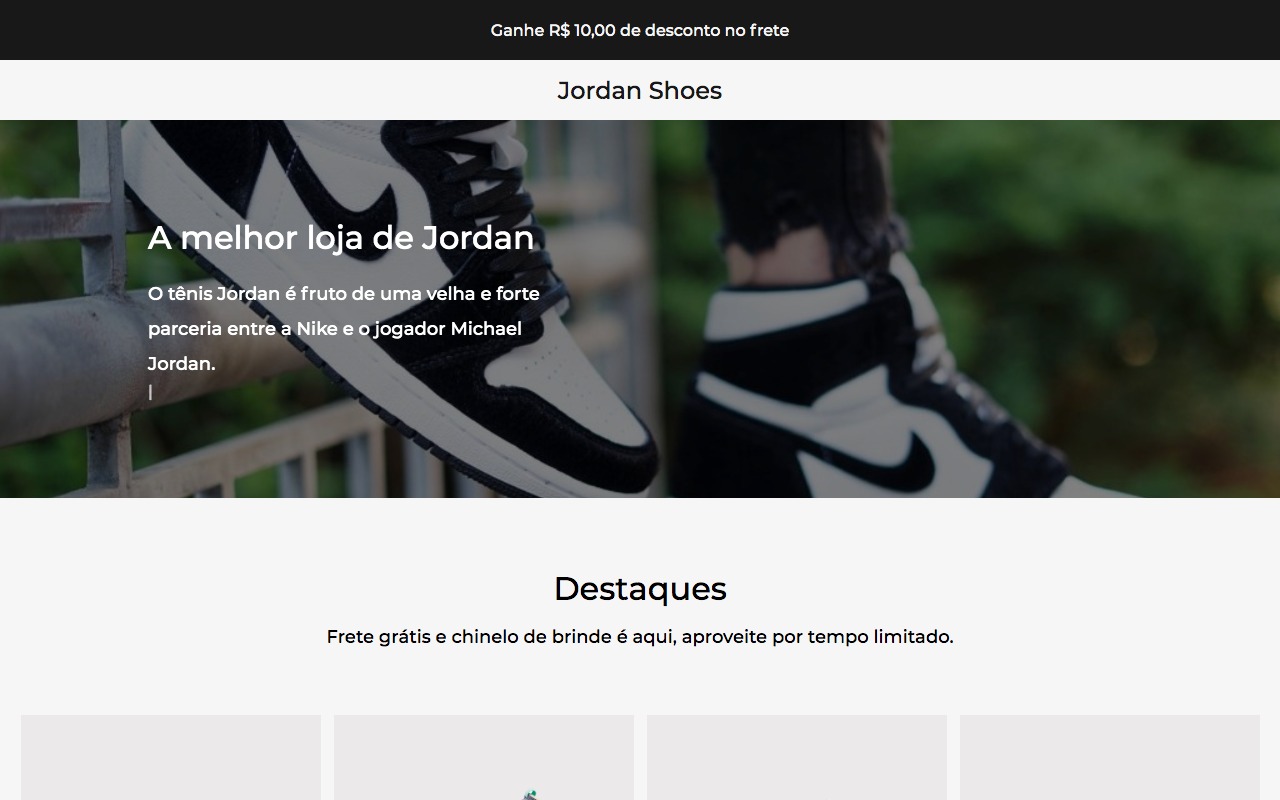 Ganhe R$ 10,00 de desconto no frete
Jordan Shoes
A melhor loja de Jordan
O tênis Jordan é fruto de uma velha e forte
parceria entre a Nike e o jogador Michael
Jordan.
|
Destaques
Frete grátis e chinelo de brinde é aqui, aproveite por tempo limitado.